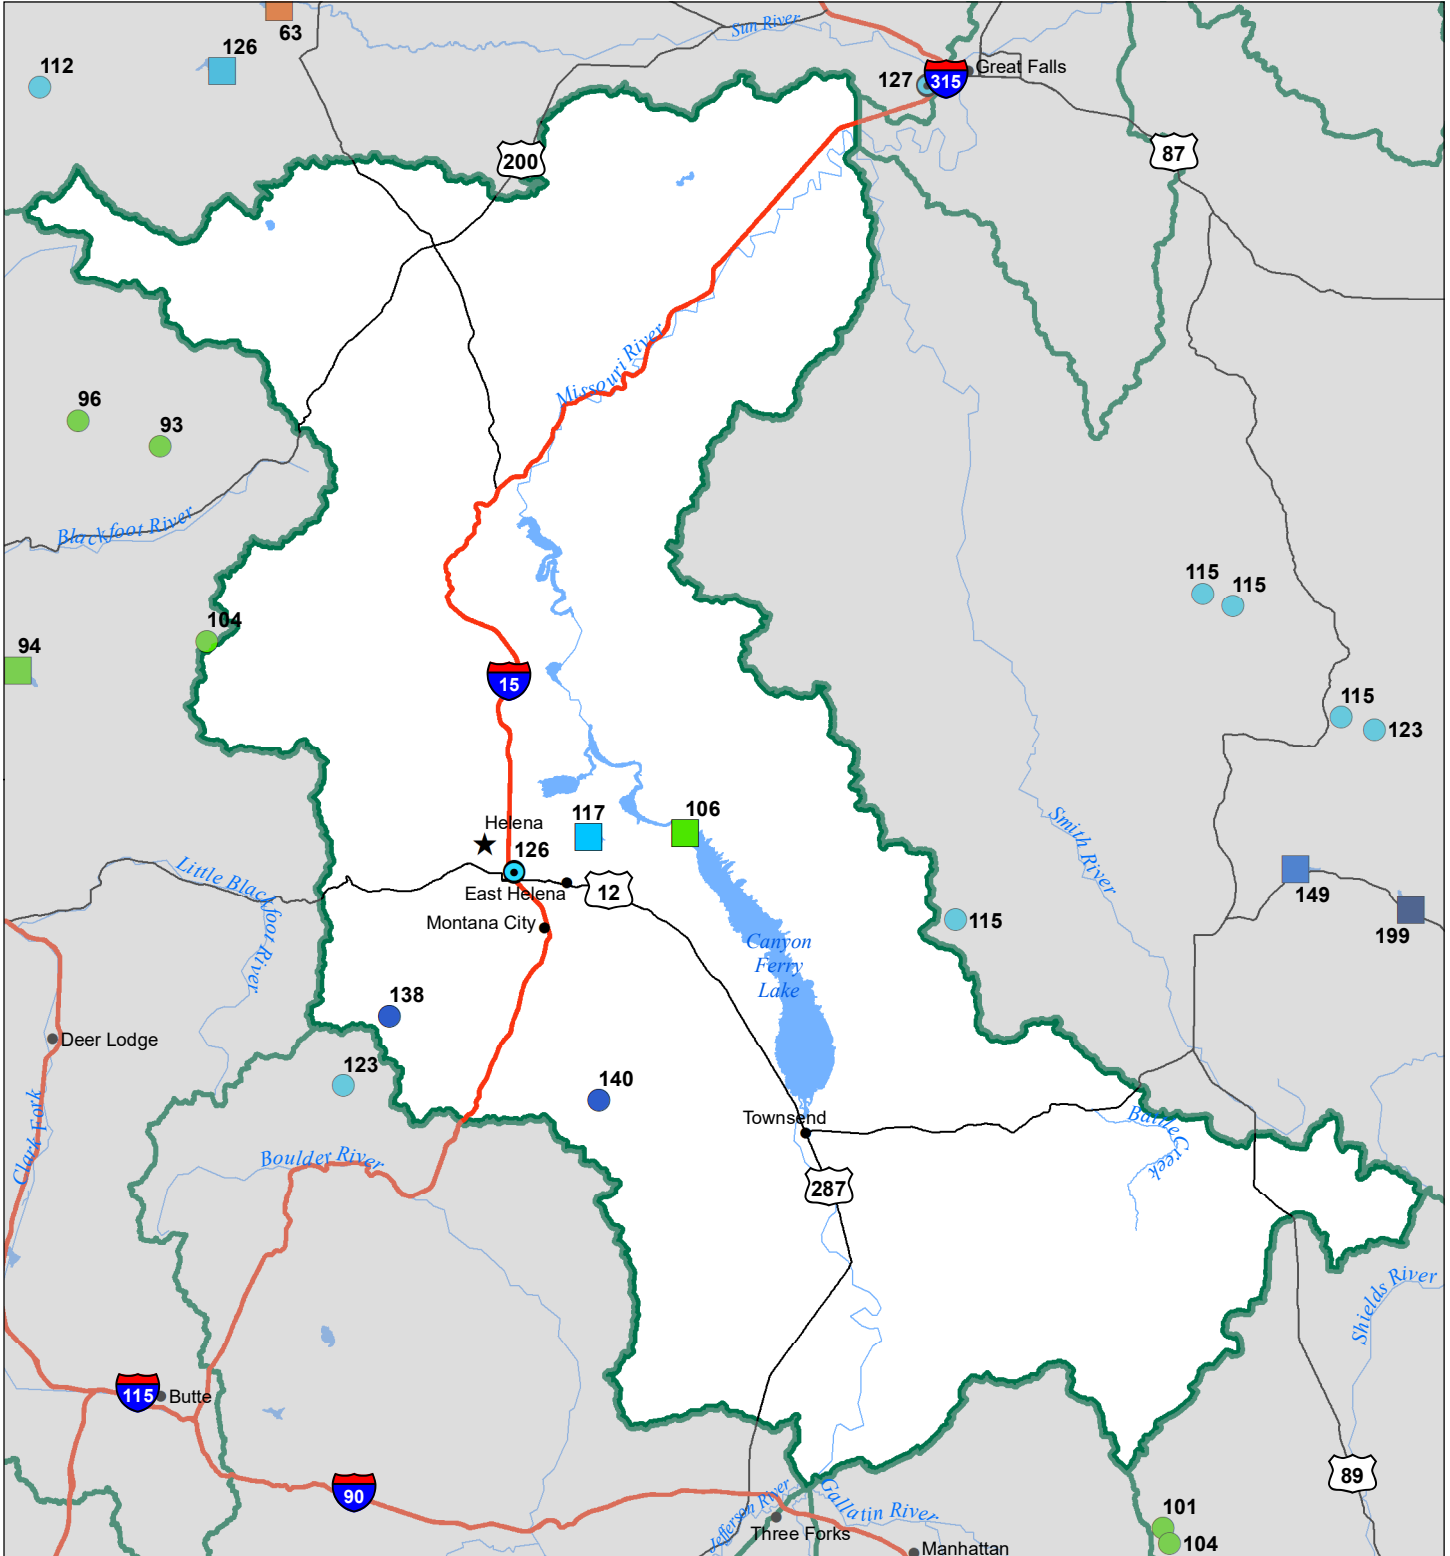 63
Sun River
126
112
Great Falls
127
315
200
87
Missouri River
96
93
Blackfoot River
104
94
115
115
15
115
123
117
106
Helena
126
Smith River
Little Blackfoot River
East Helena
12
149
Montana City
115
199
Canyon
Ferry
Lake
138
Deer Lodge
123
140
Clark Fork
Townsend
Battle Creek
Boulder River
287
Shields River
115
Butte
89
90
Jefferson River
Gallatin River
101
Three Forks
104
Manhattan